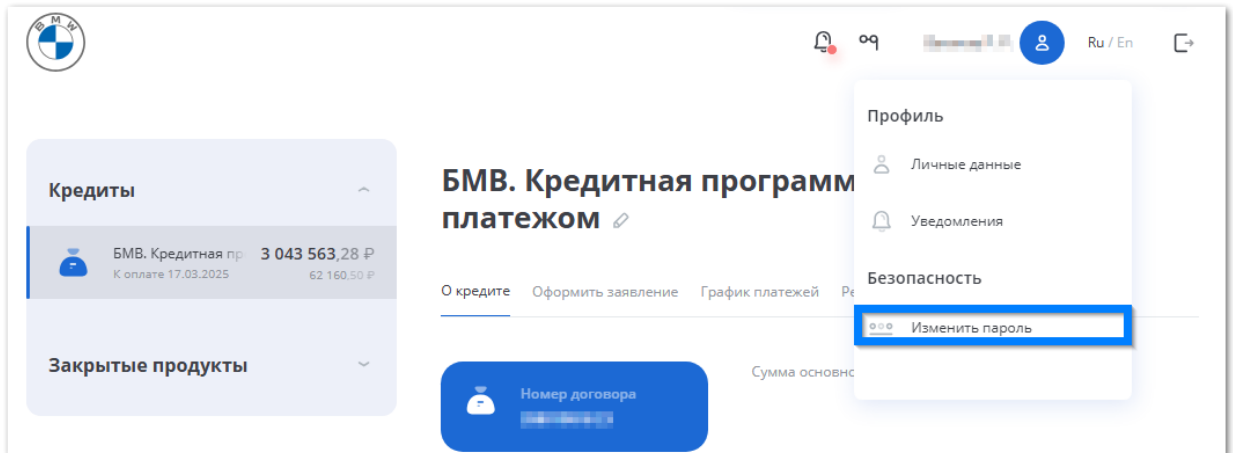 BMW
Ru / En
Профиль
Личные данные
Уведомления
Безопасность
Изменить пароль
Кредиты
БМВ. Кредитная пр
3 043 563,28 ₽
К оплате 17.03.2025
62 160,50 ₽
Закрытые продукты
БМВ. Кредитная программ
платежом
О кредите
Оформить заявление
График платежей
Номер договора
Сумма основно